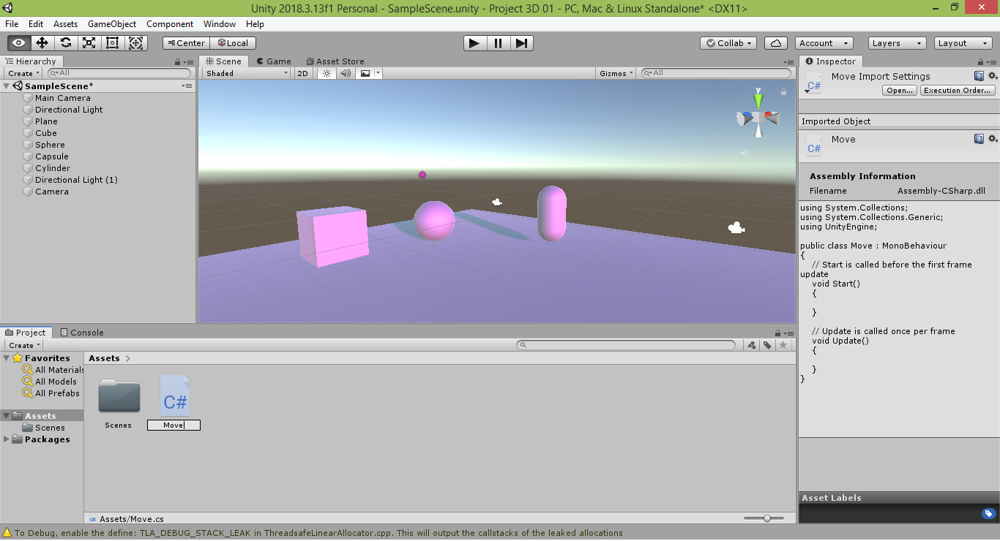 Unity 2018.3.13f1 Personal - SampleScene.unity - Project 3D 01 - PC, Mac & Linux Standalone* <DX11>
File Edit Assets GameObject Component Window Help
Center Local Collab Account Layers Layout
Hierarchy
Create All
SampleScene*
Main Camera
Directional Light
Plane
Cube
Sphere
Capsule
Cylinder
Directional Light (1)
Camera
Scene Game Asset Store
Shaded 2D Gizmos All
y
Inspector
Move Import Settings
C#
Open... Execution Order...
Imported Object
Move
C#
Assembly Information
Filename Assembly-CSharp.dll
using System.Collections;
using System.Collections.Generic;
using UnityEngine;
public class Move : MonoBehaviour
{
// Start is called before the first frame
update
void Start()
{
}
// Update is called once per frame
void Update()
{
}
}
Asset Labels
Project Console
Create
Favorites
All Materials
All Models
All Prefabs
Assets
Scenes
Packages
Assets
C#
Scenes Move
C# Assets/Move.cs
To Debug, enable the define: TLA_DEBUG_STACK_LEAK in ThreadsafeLinearAllocator.cpp. This will output the callstacks of the leaked allocations